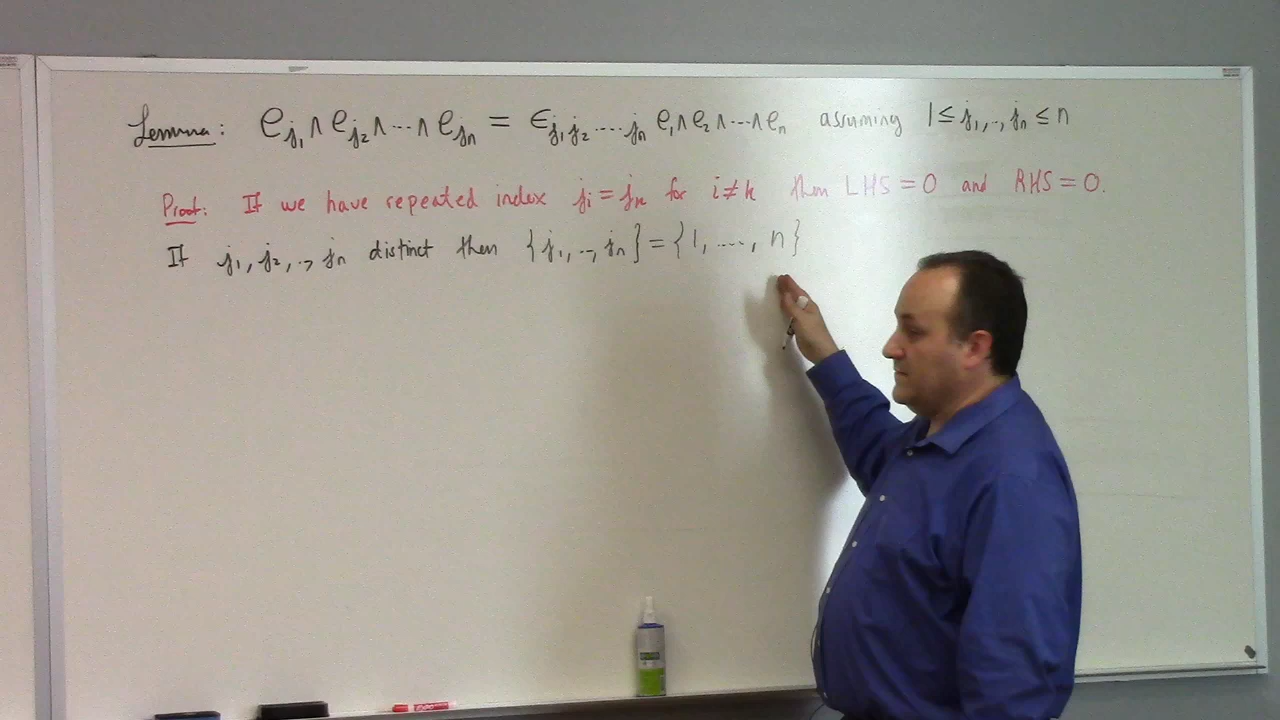 Lemma: e_{j_1} ∧ e_{j_2} ∧ ⋯ ∧ e_{j_n} = ϵ_{j_1 j_2 ⋯ j_n} e_1 ∧ e_2 ∧ ⋯ ∧ e_n assuming 1 ≤ j_1, .., j_n ≤ n
Proof: If we have repeated index j_i = j_k for i ≠ k then LHS = 0 and RHS = 0.
If j_1, j_2, .., j_n distinct then {j_1, .., j_n} = {1, ...., n}